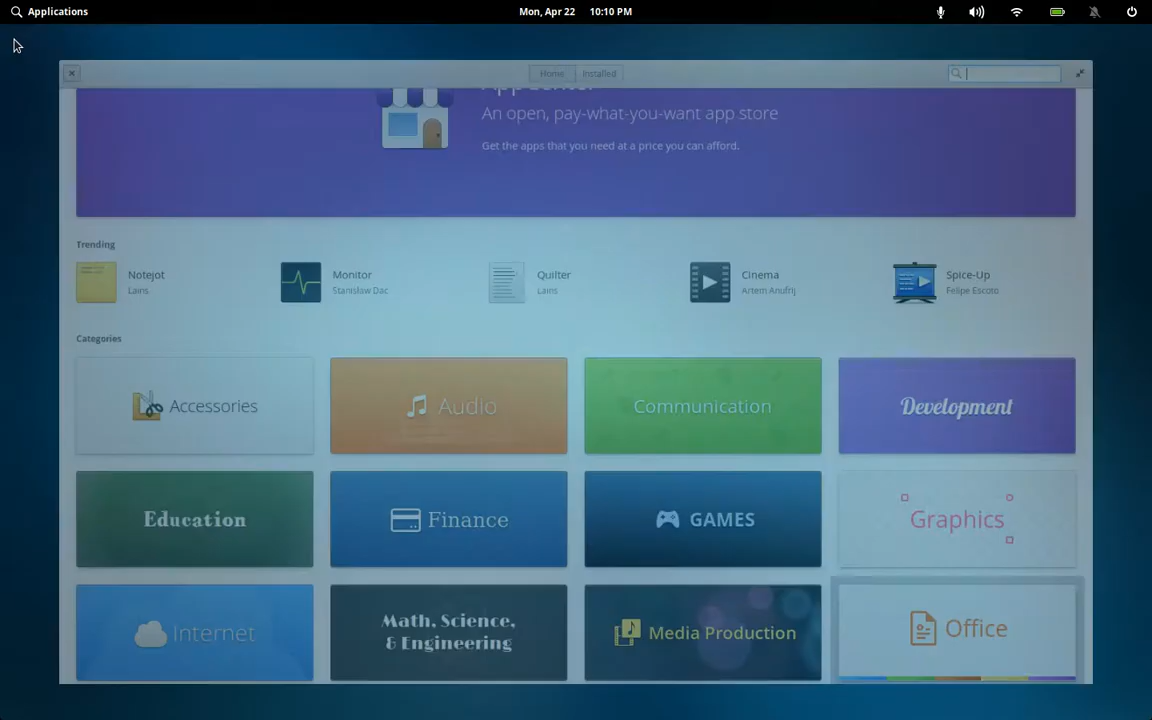 Applications
Mon, Apr 22 10:10 PM
Home Installed
AppCenter
An open, pay-what-you-want app store
Get the apps that you need at a price you can afford.
Trending
Notejot
Lains
Monitor
Stanisław Dac
Quilter
Lains
Cinema
Artem Anufrij
Spice-Up
Felipe Escoto
Categories
Accessories
Audio
Communication
Development
Education
Finance
GAMES
Graphics
Internet
Math, Science,
& Engineering
Media Production
Office